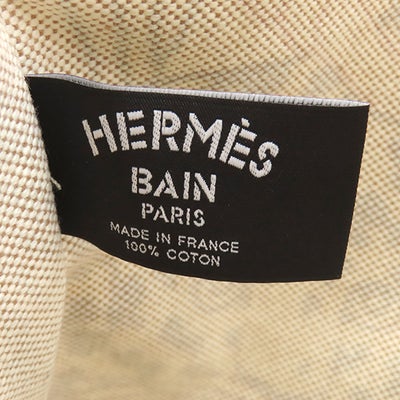 HERMÈS
BAIN
PARIS
MADE IN FRANCE
100% COTON